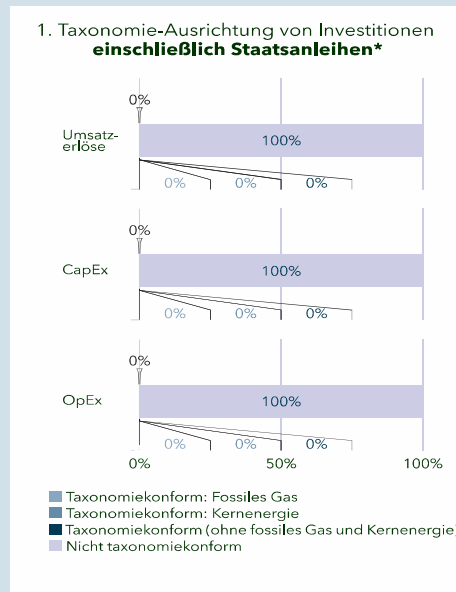 1. Taxonomie-Ausrichtung von Investitionen
einschließlich Staatsanleihen*
0%
Umsatz-
erlöse
100%
0% 0% 0%
0%
CapEx
100%
0% 0% 0%
0%
OpEx
100%
0% 0% 0%
0% 50% 100%
Taxonomiekonform: Fossiles Gas
Taxonomiekonform: Kernenergie
Taxonomiekonform (ohne fossiles Gas und Kernenergie)
Nicht taxonomiekonform